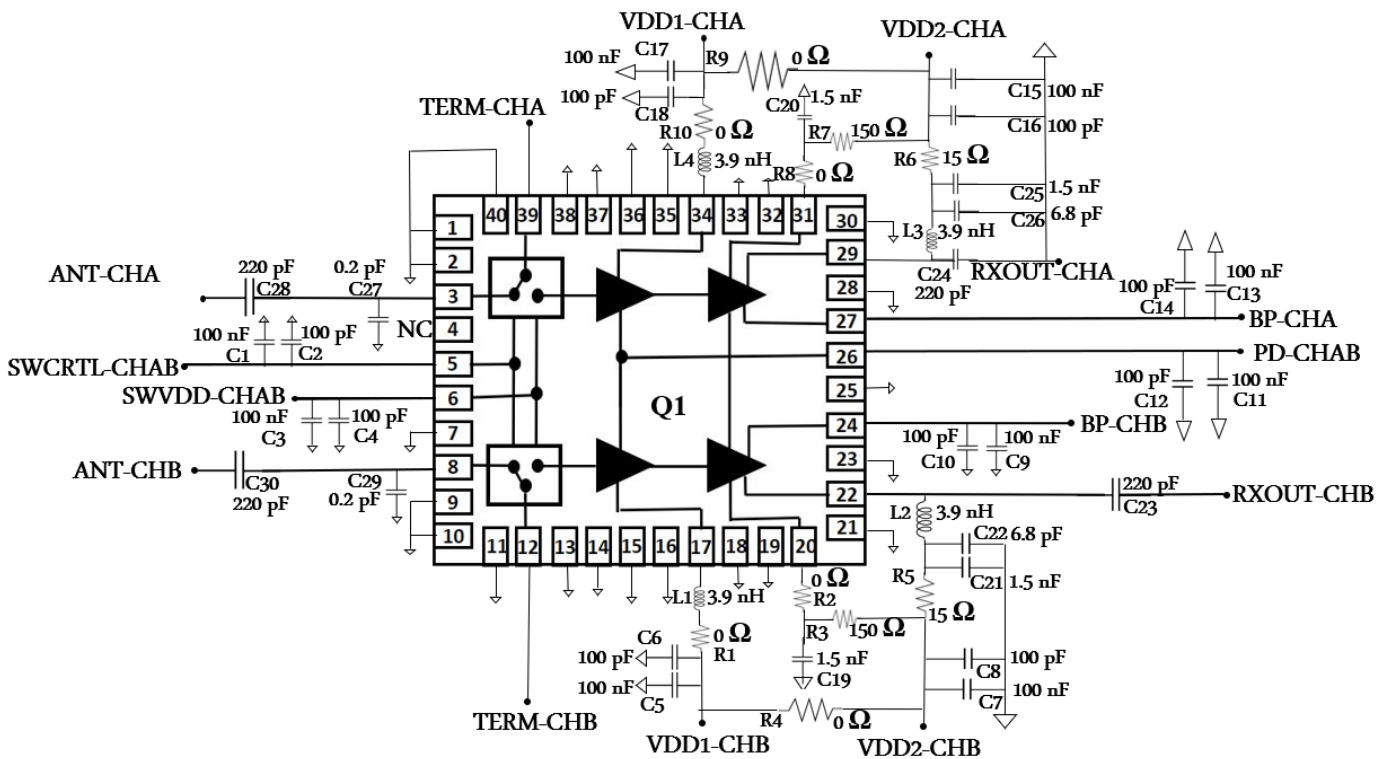 VDD1-CHA
VDD2-CHA
C17
100 nF
R9
0 Ω
100 pF
C18
C20
1.5 nF
C15 100 nF
C16 100 pF
TERM-CHA
R10
0 Ω
R7
150 Ω
L4
3.9 nH
R8
0 Ω
R6
15 Ω
C25
1.5 nF
C26
6.8 pF
L3
3.9 nH
40
39
38
37
36
35
34
33
32
31
30
1
2
29
C24
220 pF
RXOUT-CHA
ANT-CHA
220 pF
C28
0.2 pF
C27
3
28
100 pF
C14
100 nF
C13
NC
4
27
BP-CHA
100 nF
C1
100 pF
C2
SWCRTL-CHAB
5
26
PD-CHAB
SWVDD-CHAB
6
25
100 pF
C12
100 nF
C11
Q1
100 nF
C3
100 pF
C4
7
24
BP-CHB
100 pF
C10
100 nF
C9
ANT-CHB
C30
220 pF
C29
0.2 pF
8
23
9
22
220 pF
C23
RXOUT-CHB
10
21
L2
3.9 nH
C22 6.8 pF
11
12
13
14
15
16
17
18
19
20
C21
1.5 nF
L1
3.9 nH
0 Ω
R2
R5
15 Ω
R3
150 Ω
0 Ω
R1
C6
100 pF
1.5 nF
C19
C8
100 pF
100 nF
C5
C7
100 nF
TERM-CHB
R4
0 Ω
VDD1-CHB
VDD2-CHB